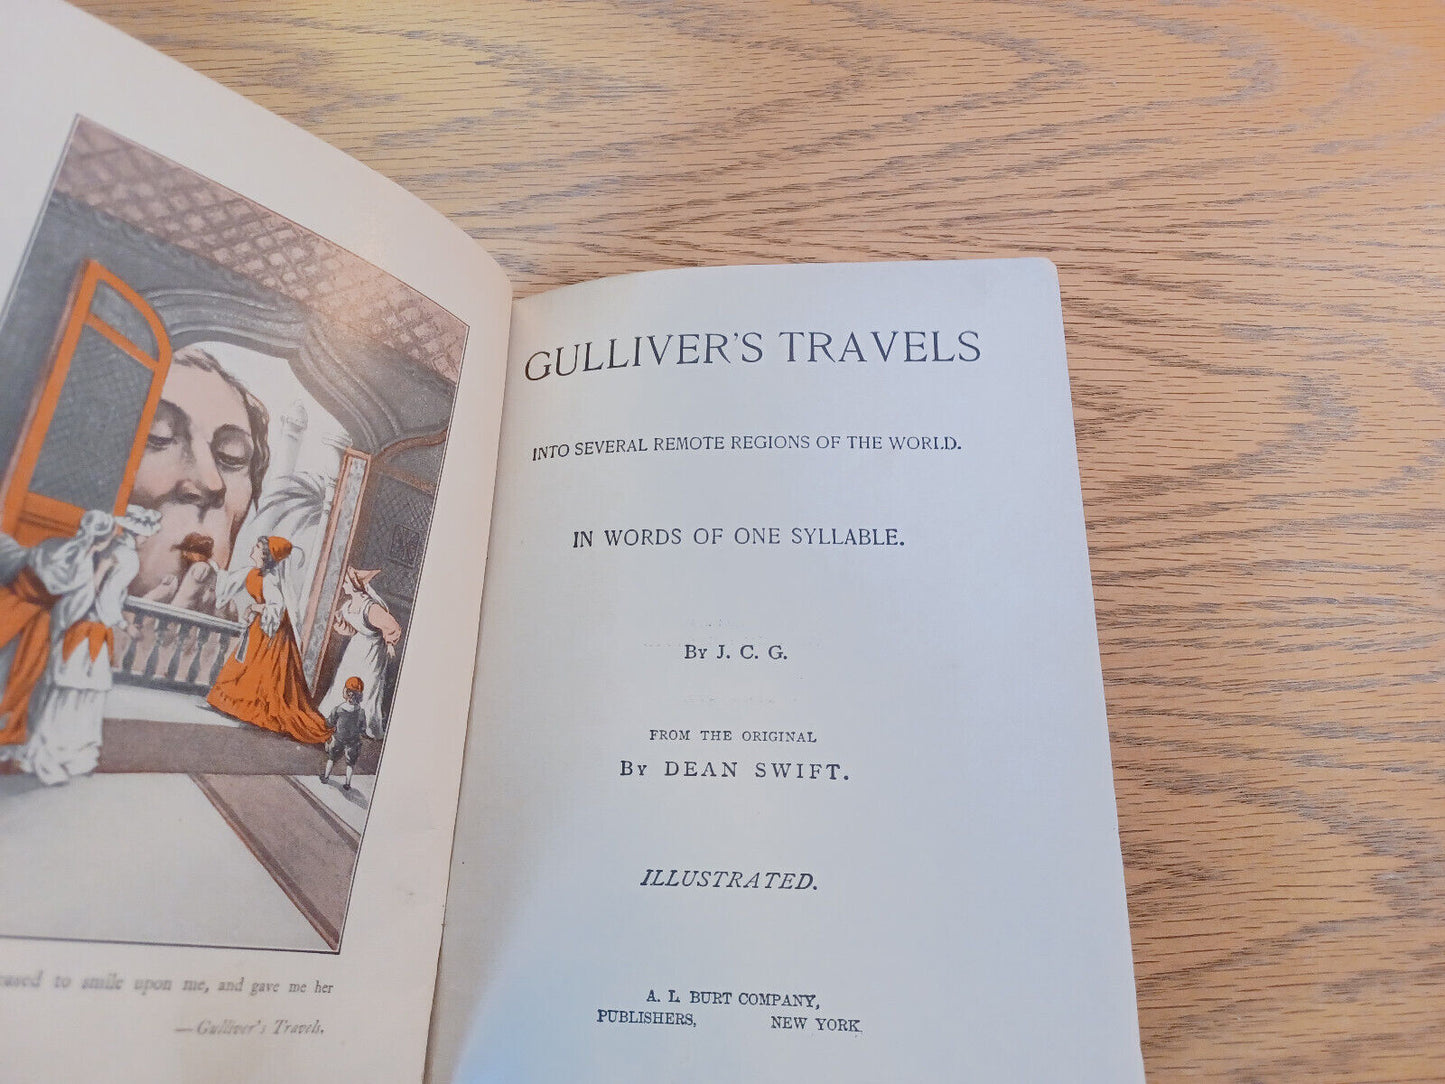 to smile upon me, and gave me her
—Gulliver's Travels.
GULLIVER'S TRAVELS
INTO SEVERAL REMOTE REGIONS OF THE WORLD.
IN WORDS OF ONE SYLLABLE.
By J. C. G.
FROM THE ORIGINAL
By DEAN SWIFT.
ILLUSTRATED.
A. L. BURT COMPANY,
PUBLISHERS, NEW YORK.